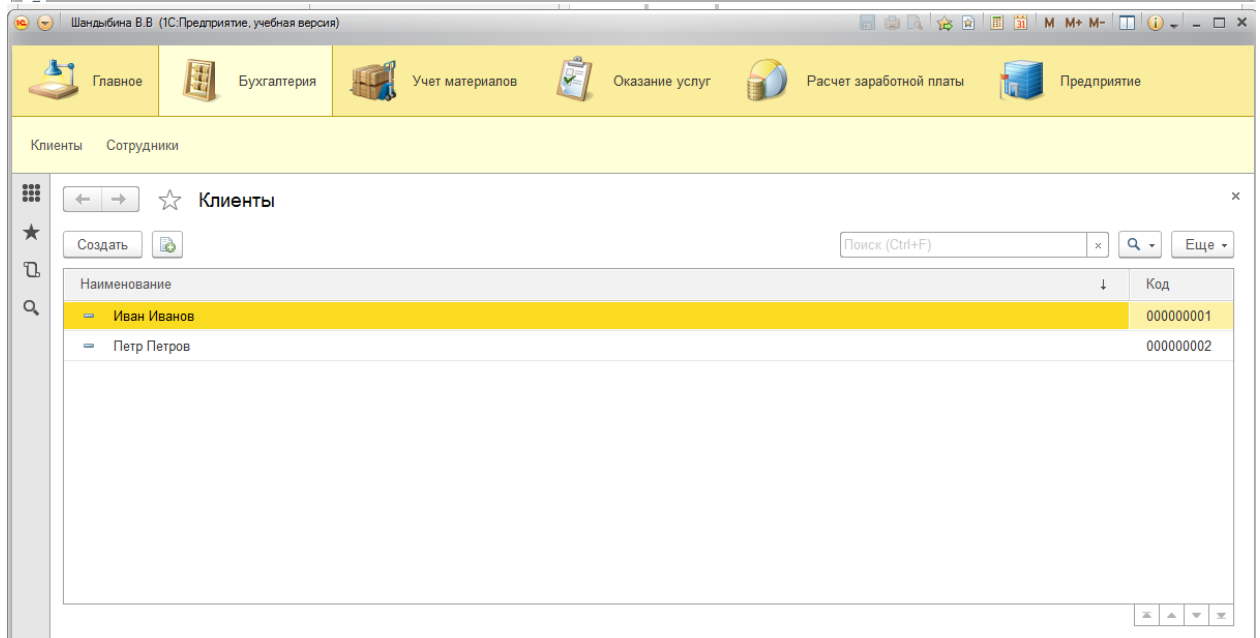 Шандыбина В.В (1С:Предприятие, учебная версия) M M+ M-
Главное Бухгалтерия Учет материалов Оказание услуг Расчет заработной платы Предприятие
Клиенты Сотрудники
Клиенты
Создать Поиск (Ctrl+F) Еще
Наименование Код
Иван Иванов 000000001
Петр Петров 000000002